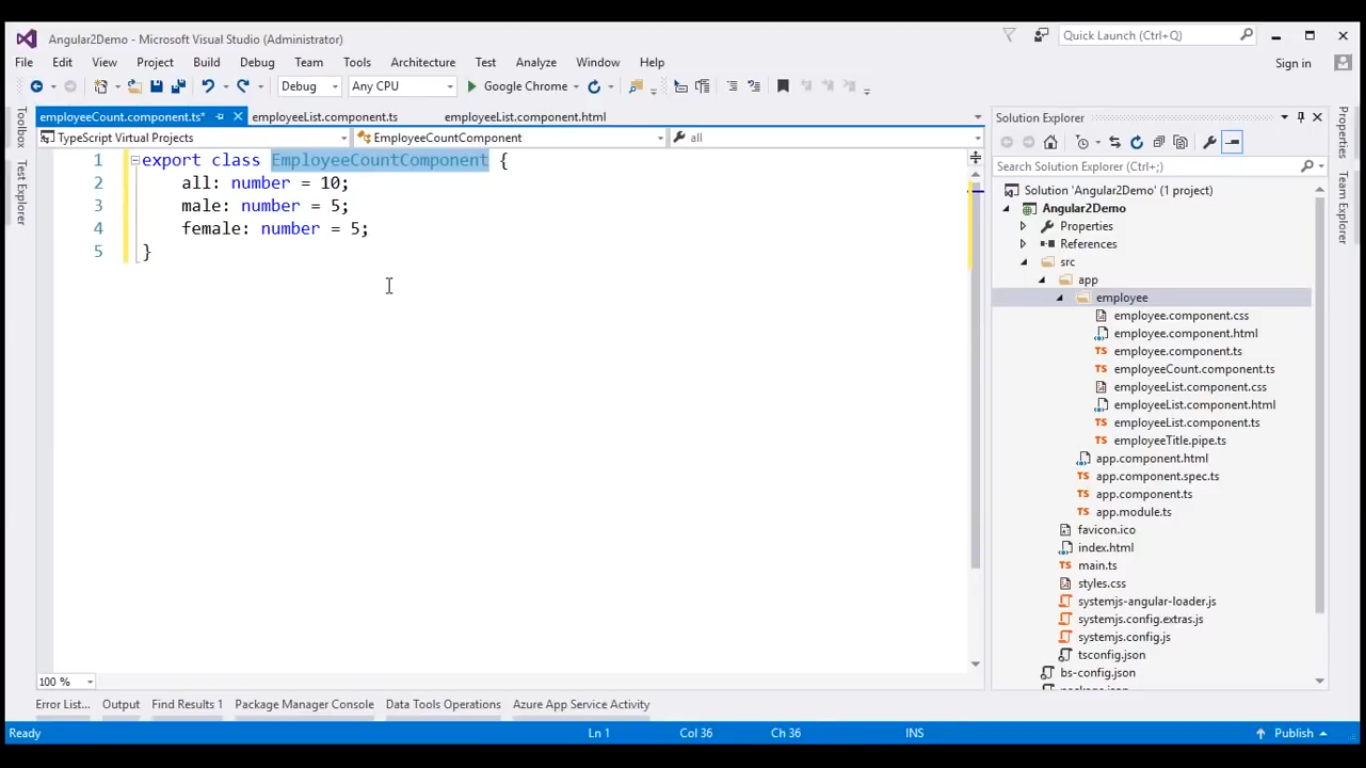 Angular2Demo - Microsoft Visual Studio (Administrator)
Quick Launch (Ctrl+Q)
File Edit View Project Build Debug Team Tools Architecture Test Analyze Window Help
Sign in
Debug Any CPU Google Chrome
Toolbox
Test Explorer
employeeCount.component.ts* employeeList.component.ts employeeList.component.html
TypeScript Virtual Projects EmployeeCountComponent all
1 export class EmployeeCountComponent {
2 all: number = 10;
3 male: number = 5;
4 female: number = 5;
5 }
100 %
Solution Explorer
Search Solution Explorer (Ctrl+;)
Solution 'Angular2Demo' (1 project)
Angular2Demo
Properties
References
src
app
employee
employee.component.css
employee.component.html
TS employee.component.ts
TS employeeCount.component.ts
employeeList.component.css
employeeList.component.html
TS employeeList.component.ts
TS employeeTitle.pipe.ts
app.component.html
TS app.component.spec.ts
TS app.component.ts
TS app.module.ts
favicon.ico
index.html
TS main.ts
styles.css
systemjs-angular-loader.js
systemjs.config.extras.js
systemjs.config.js
tsconfig.json
bs-config.json
Properties
Team Explorer
Error List... Output Find Results 1 Package Manager Console Data Tools Operations Azure App Service Activity
Ready Ln 1 Col 36 Ch 36 INS Publish